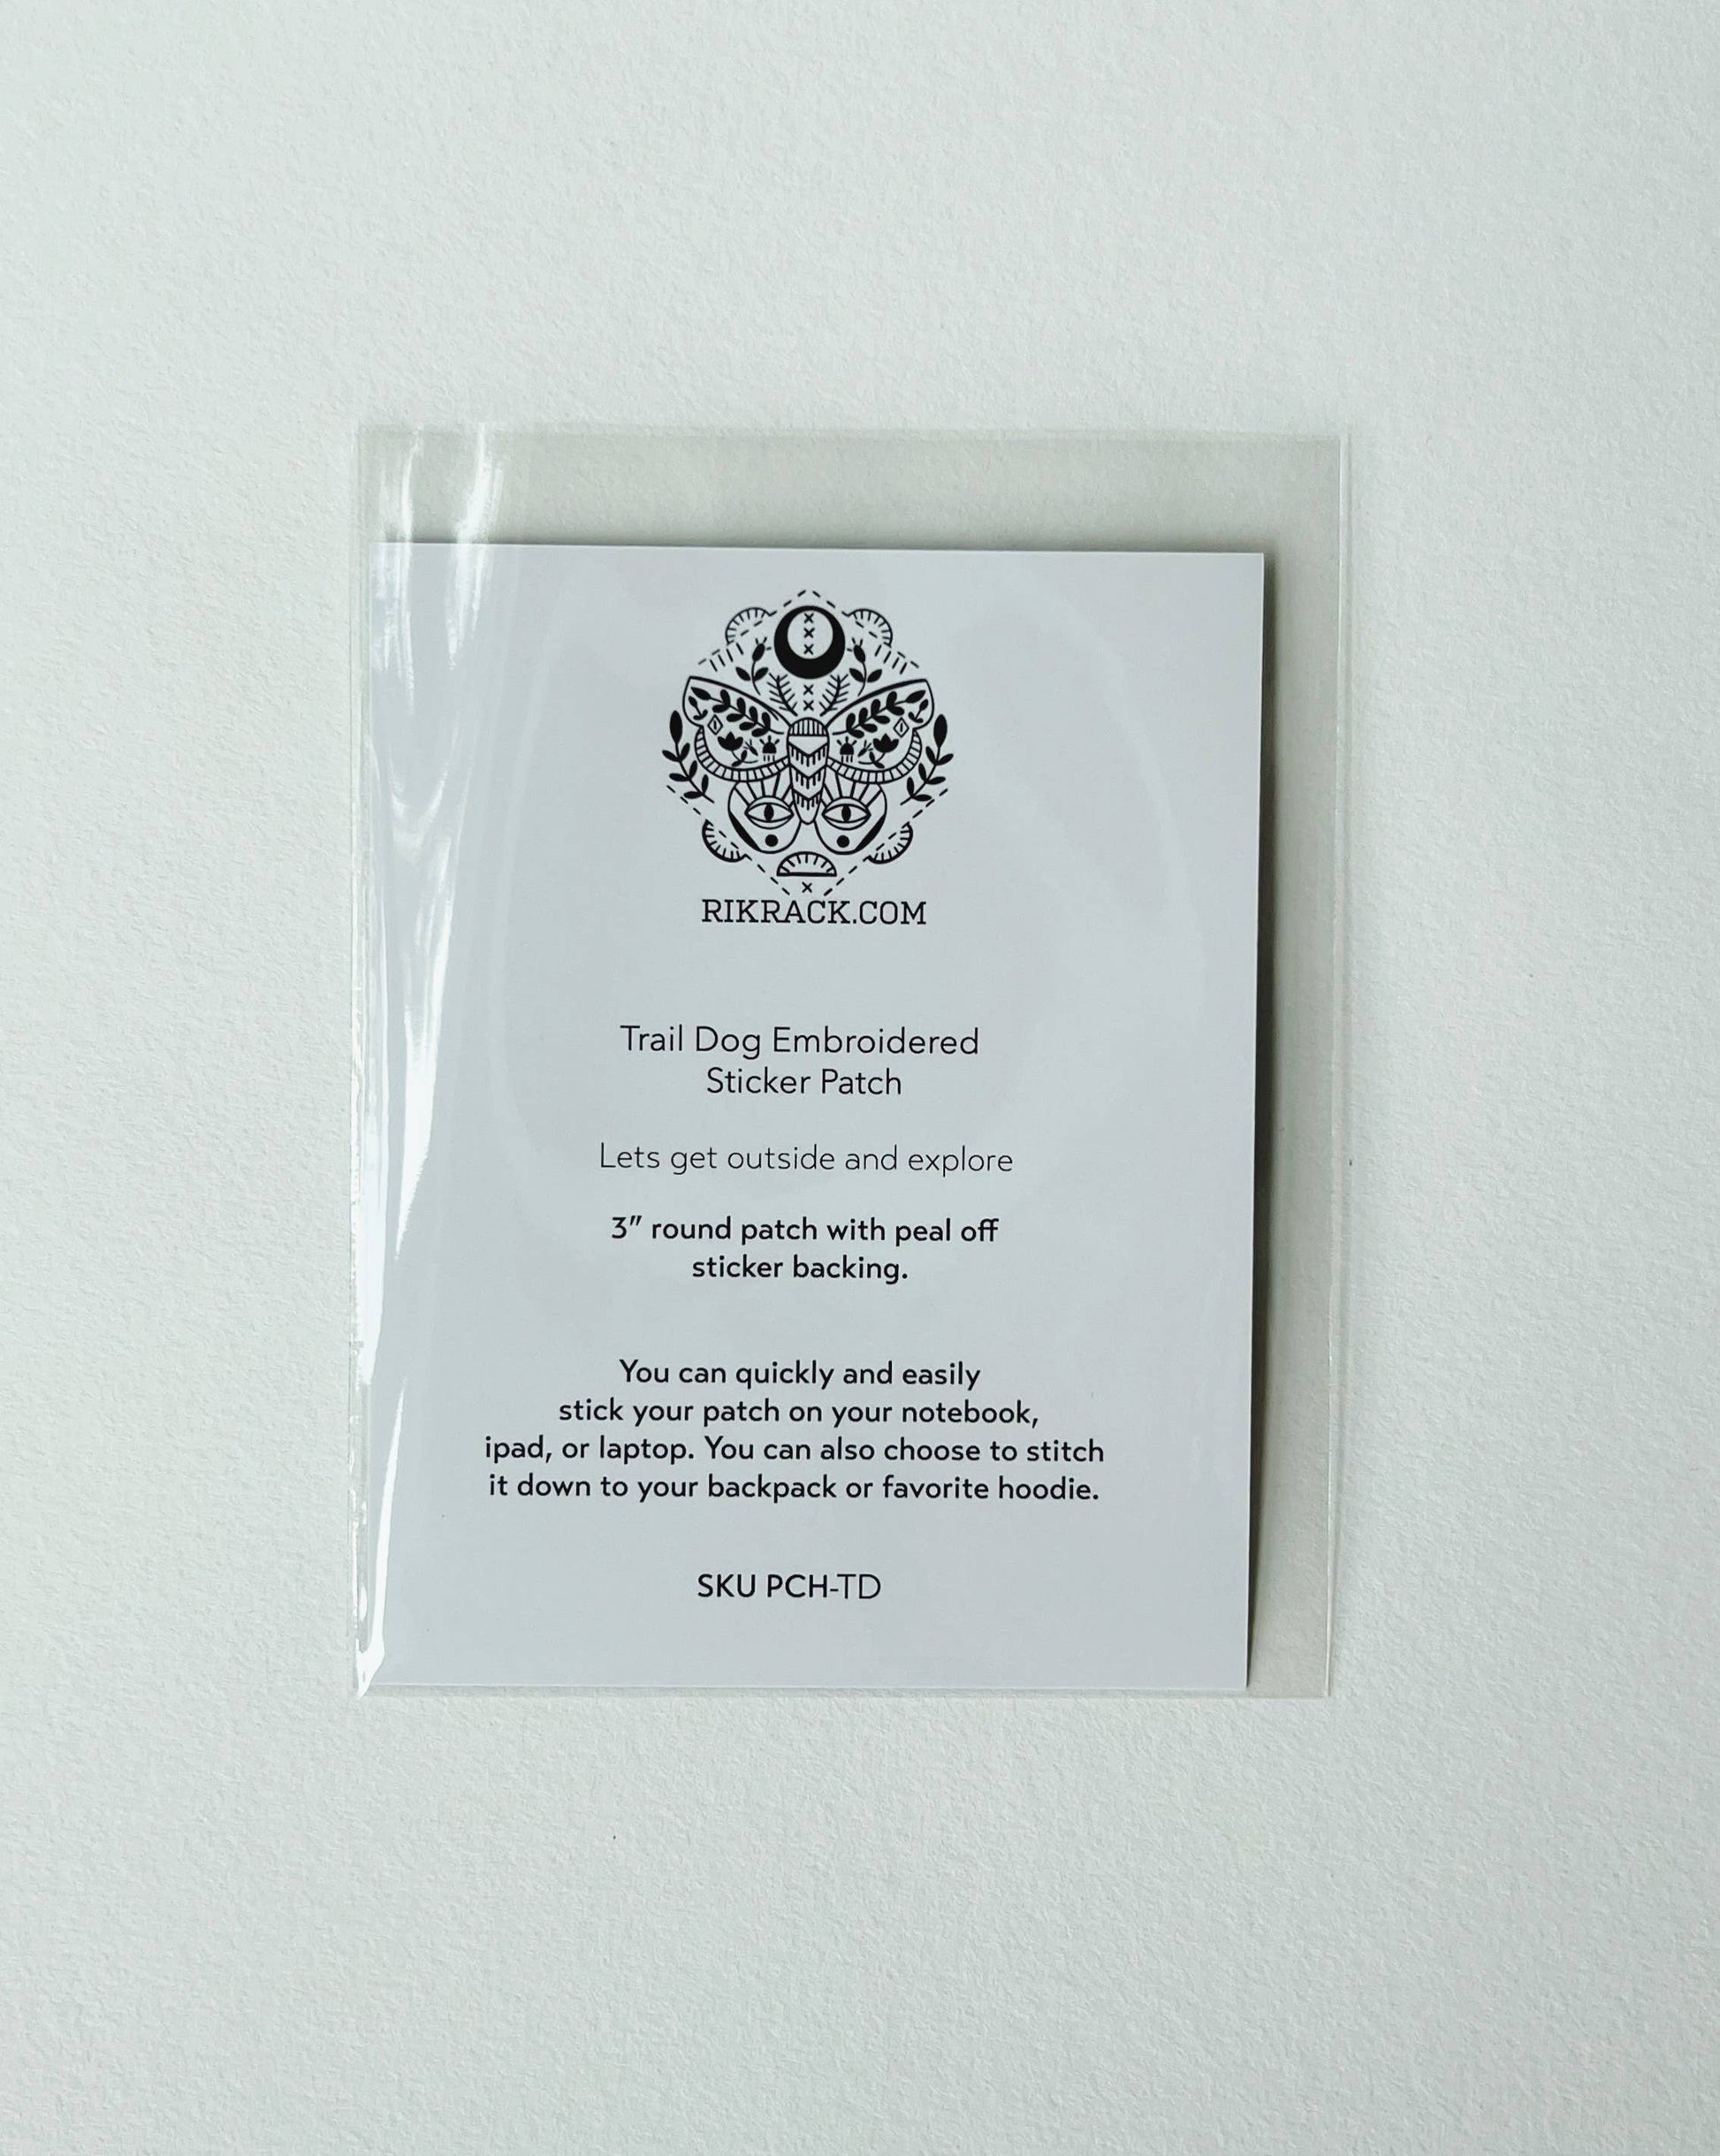 RIKRACK.COM
Trail Dog Embroidered
Sticker Patch
Lets get outside and explore
3" round patch with peal off
sticker backing.
You can quickly and easily
stick your patch on your notebook,
ipad, or laptop. You can also choose to stitch
it down to your backpack or favorite hoodie.
SKU PCH-TD